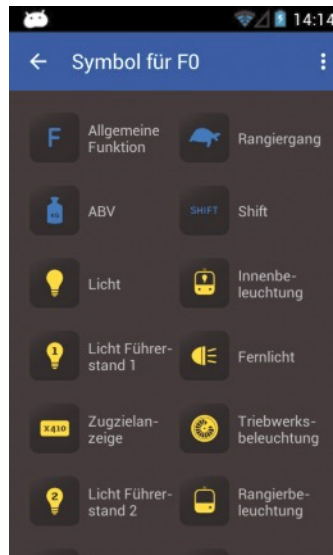 14:14
Symbol für F0
F
Allgemeine
Funktion
Rangiergang
KG
ABV
SHIFT
Shift
Licht
Innenbe-
leuchtung
1
Licht Führer-
stand 1
Fernlicht
X410
Zugzielan-
zeige
Triebwerks-
beleuchtung
2
Licht Führer-
stand 2
Rangierbe-
leuchtung